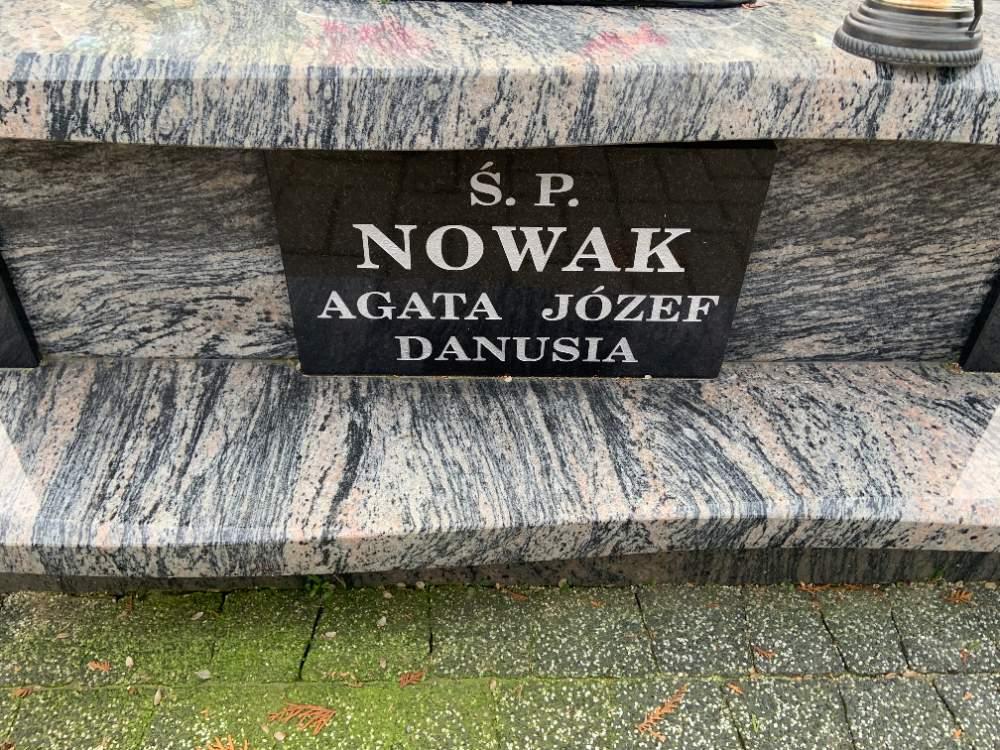 Ś. P.
NOWAK
AGATA JÓZEF
DANUSIA